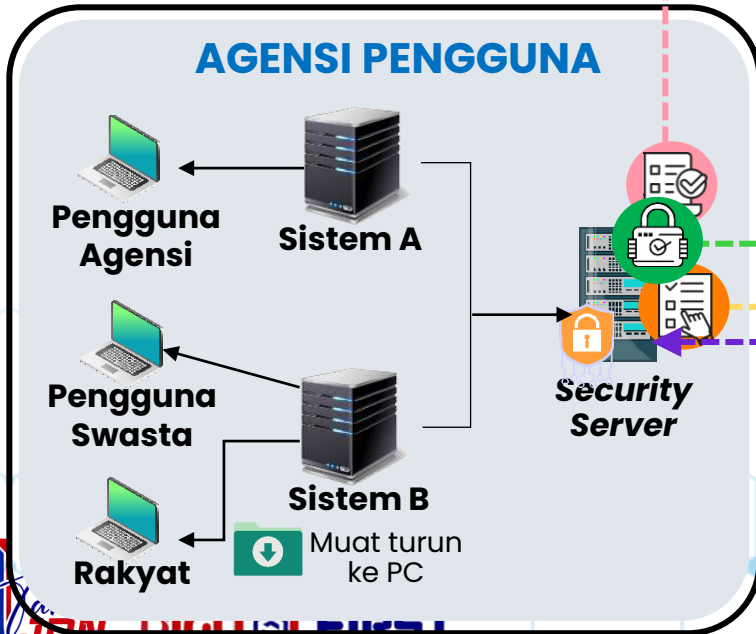 AGENSI PENGGUNA
Pengguna
Agensi
Sistem A
Pengguna
Swasta
Security
Server
Sistem B
Rakyat
Muat turun
ke PC